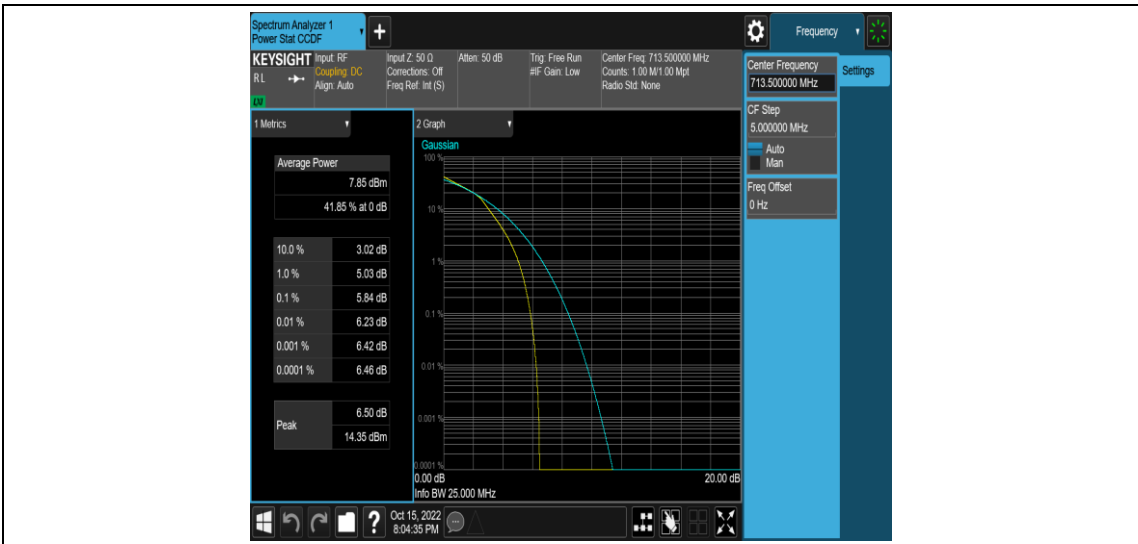 Spectrum Analyzer 1
Power Stat CCDF
+
Frequency
KEYSIGHT
RL
LNI
Input: RF
Coupling: DC
Align: Auto
Input Z: 50 Ω
Corrections: Off
Freq Ref: Int (S)
Atten: 50 dB
Trig: Free Run
#IF Gain: Low
Center Freq: 713.500000 MHz
Counts: 1.00 M/1.00 Mpt
Radio Std: None
Center Frequency
713.500000 MHz
Settings
CF Step
5.000000 MHz
Auto
Man
Freq Offset
0 Hz
1 Metrics
Average Power
7.85 dBm
41.85 % at 0 dB
10.0 % 3.02 dB
1.0 % 5.03 dB
0.1 % 5.84 dB
0.01 % 6.23 dB
0.001 % 6.42 dB
0.0001 % 6.46 dB
Peak
6.50 dB
14.35 dBm
2 Graph
Gaussian
100 %
10 %
1 %
0.1 %
0.01 %
0.001 %
0.0001 %
0.00 dB 20.00 dB
Info BW 25.000 MHz
?
Oct 15, 2022
8:04:35 PM